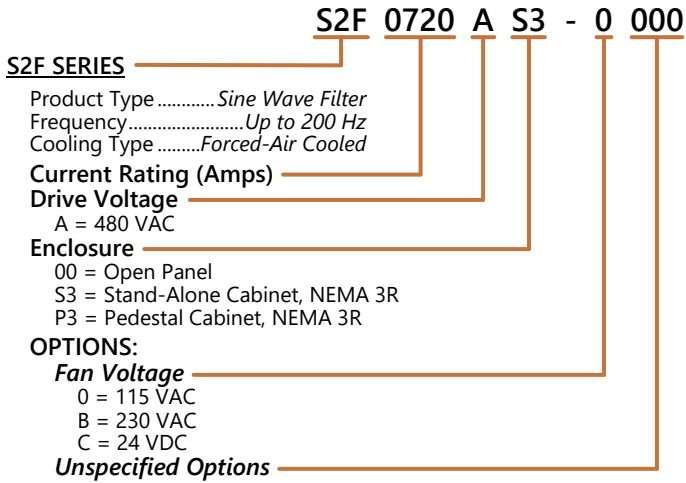 S2F 0720 A S3 - 0 000
S2F SERIES
Product Type ............Sine Wave Filter
Frequency........................Up to 200 Hz
Cooling Type .........Forced-Air Cooled
Current Rating (Amps)
Drive Voltage
A = 480 VAC
Enclosure
00 = Open Panel
S3 = Stand-Alone Cabinet, NEMA 3R
P3 = Pedestal Cabinet, NEMA 3R
OPTIONS:
Fan Voltage
0 = 115 VAC
B = 230 VAC
C = 24 VDC
Unspecified Options